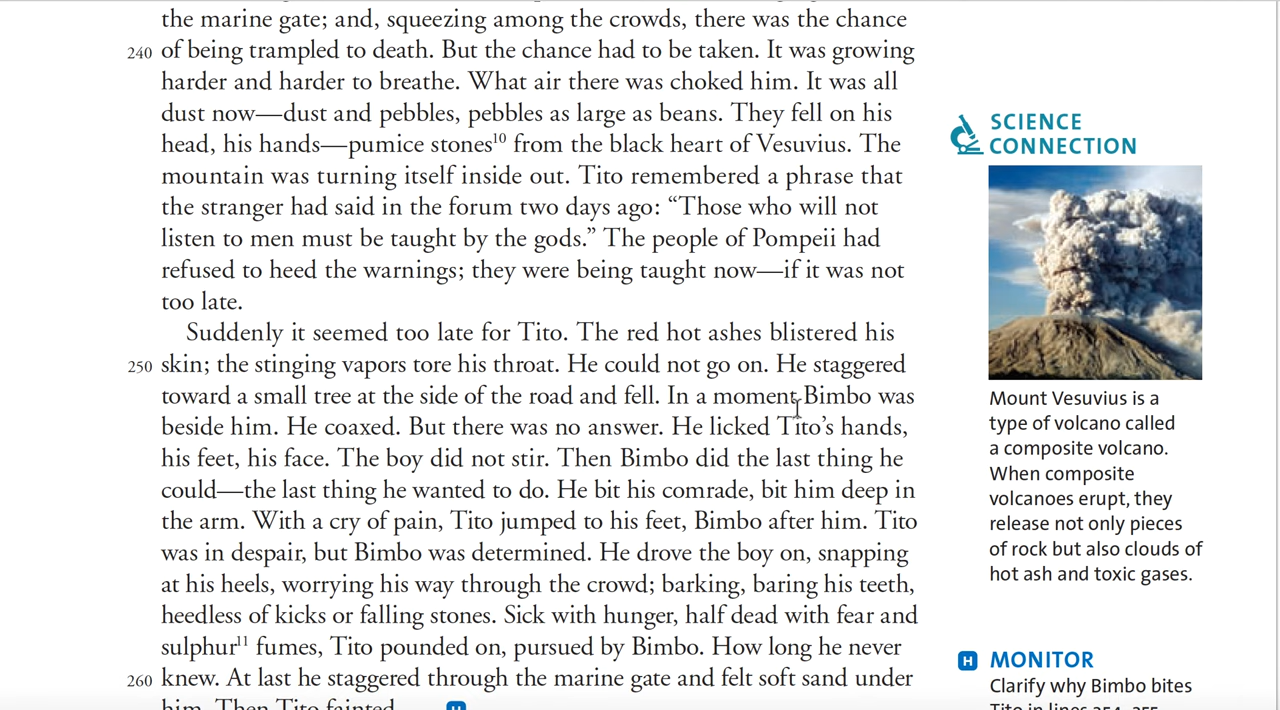 the marine gate; and, squeezing among the crowds, there was the chance
240 of being trampled to death. But the chance had to be taken. It was growing
harder and harder to breathe. What air there was choked him. It was all
dust now—dust and pebbles, pebbles as large as beans. They fell on his
head, his hands—pumice stones10 from the black heart of Vesuvius. The
mountain was turning itself inside out. Tito remembered a phrase that
the stranger had said in the forum two days ago: “Those who will not
listen to men must be taught by the gods.” The people of Pompeii had
refused to heed the warnings; they were being taught now—if it was not
too late.
Suddenly it seemed too late for Tito. The red hot ashes blistered his
250 skin; the stinging vapors tore his throat. He could not go on. He staggered
toward a small tree at the side of the road and fell. In a moment Bimbo was
beside him. He coaxed. But there was no answer. He licked Tito’s hands,
his feet, his face. The boy did not stir. Then Bimbo did the last thing he
could—the last thing he wanted to do. He bit his comrade, bit him deep in
the arm. With a cry of pain, Tito jumped to his feet, Bimbo after him. Tito
was in despair, but Bimbo was determined. He drove the boy on, snapping
at his heels, worrying his way through the crowd; barking, baring his teeth,
heedless of kicks or falling stones. Sick with hunger, half dead with fear and
sulphur11 fumes, Tito pounded on, pursued by Bimbo. How long he never
260 knew. At last he staggered through the marine gate and felt soft sand under
him. Then Tito fainted. . . . H
SCIENCE
CONNECTION
Mount Vesuvius is a
type of volcano called
a composite volcano.
When composite
volcanoes erupt, they
release not only pieces
of rock but also clouds of
hot ash and toxic gases.
H MONITOR
Clarify why Bimbo bites
Tito in lines 254–255.